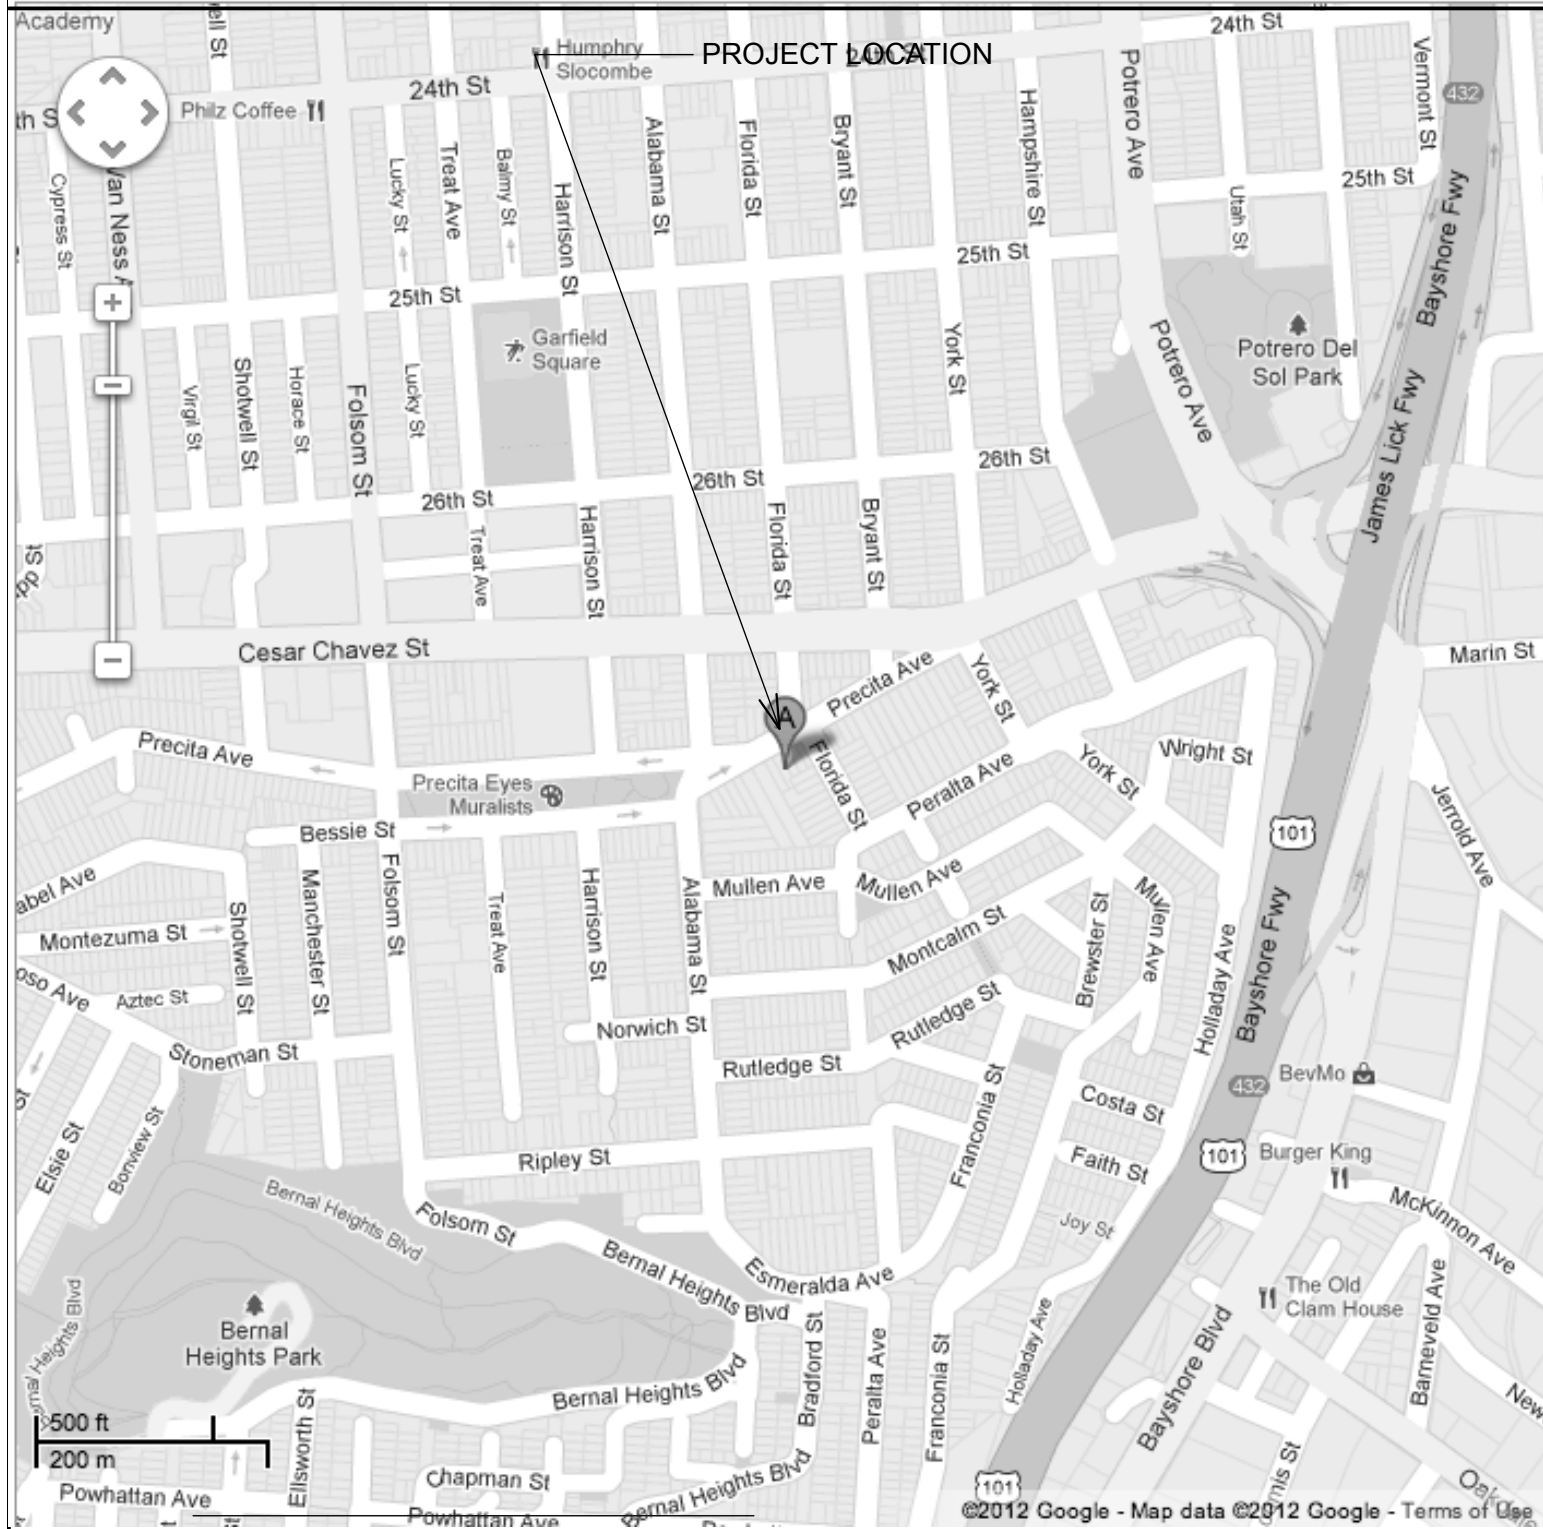 Academy
24th St
Humphry
Slocombe
PROJECT LOCATION
24th St
Potrero Ave
Vermont St
432
24th St
Philz Coffee
Van Ness
Cypress St
Lucky St
Treat Ave
Balmy St
Harrison St
Alabama St
Florida St
Bryant St
Hampshire St
25th St
Utah St
Bayshore Fwy
25th St
25th St
Garfield
Square
York St
Potrero Ave
Potrero Del
Sol Park
James Lick Fwy
Virgil St
Shotwell St
Horace St
Folsom St
Lucky St
26th St
26th St
26th St
Treat Ave
Harrison St
Florida St
Bryant St
Cesar Chavez St
Marin St
Precita Ave
York St
A
Precita Ave
Florida St
Peralta Ave
York St
Wright St
Precita Eyes
Muralists
Jerrold Ave
101
Bessie St
Folsom St
Manchester St
Treat Ave
Harrison St
Alabama St
Mullen Ave
Mullen Ave
Mullen Ave
abel Ave
Montezuma St
Shotwell St
Montcalm St
Brewster St
Holladay Ave
Bayshore Fwy
oso Ave
Aztec St
Norwich St
Rutledge St
Stoneman St
Rutledge St
Franconia St
Costa St
432
BevMo
Elsie St
Bonview St
Ripley St
Faith St
101
Burger King
McKinnon Ave
Bernal Heights Blvd
Folsom St
Joy St
Bernal Heights Blvd
Esmeralda Ave
Bernal
Heights Park
Bradford St
Peralta Ave
Franconia St
Holladay Ave
The Old
Clam House
Bayshore Blvd
Barneveld Ave
Bernal Heights Blvd
New
500 ft
200 m
Ellsworth St
Chapman St
Bernal Heights Blvd
Powhattan Ave
Powhattan Ave
101
©2012 Google - Map data ©2012 Google - Terms of Use